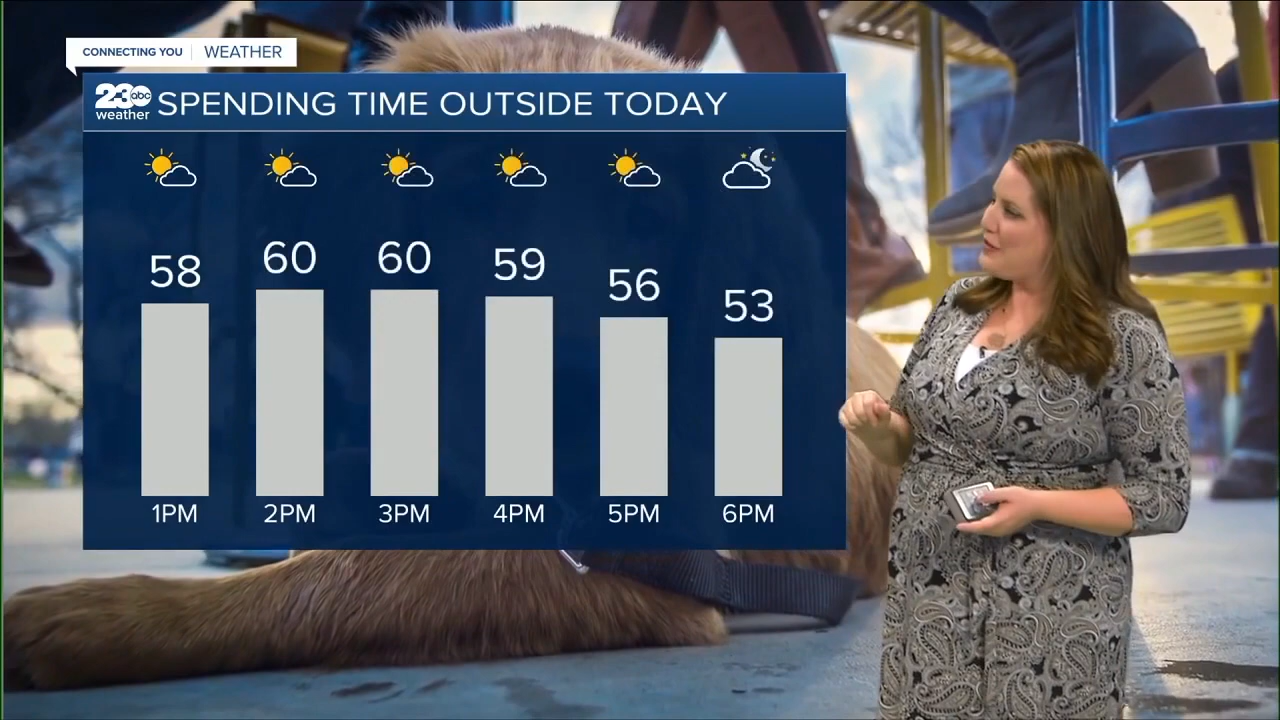 CONNECTING YOU WEATHER
23 abc
weather
SPENDING TIME OUTSIDE TODAY
58 60 60 59 56 53
1PM 2PM 3PM 4PM 5PM 6PM